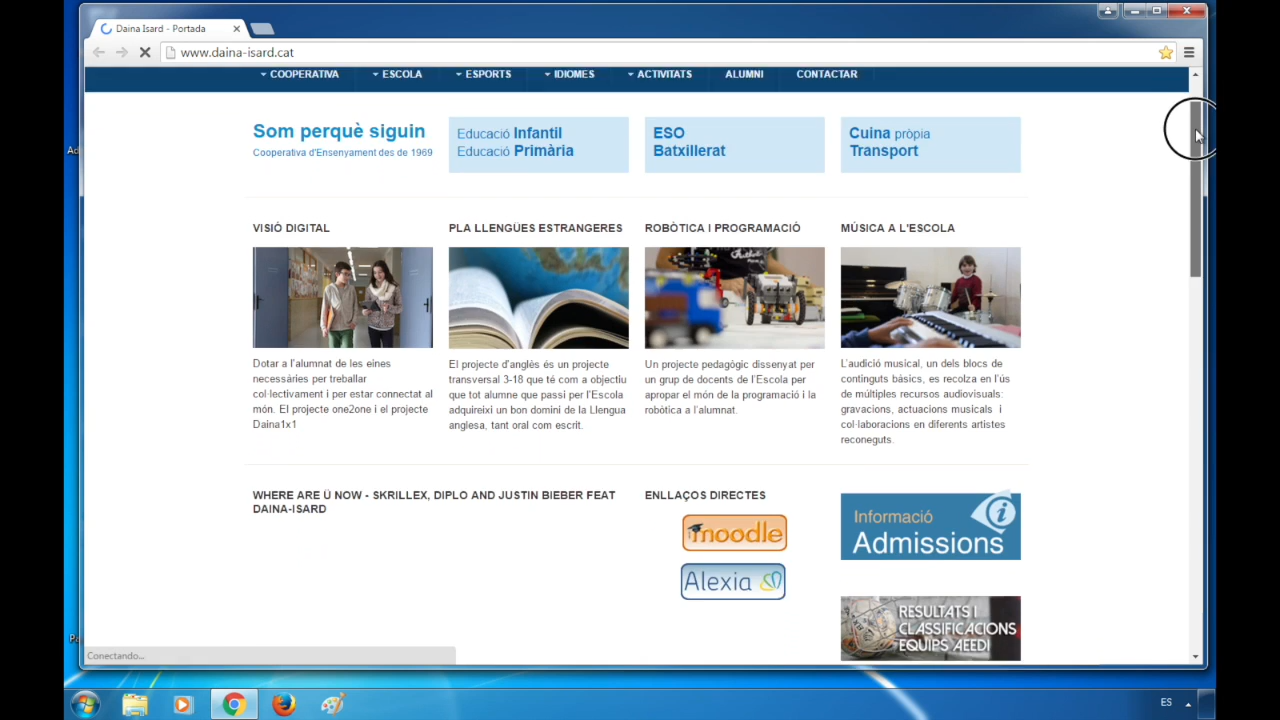 Daina Isard - Portada
www.daina-isard.cat
COOPERATIVA ESCOLA ESPORTS IDIOMES ACTIVITATS ALUMNI CONTACTAR
Som perquè siguin
Cooperativa d'Ensenyament des de 1969
Educació Infantil
Educació Primària
ESO
Batxillerat
Cuina pròpia
Transport
VISIÓ DIGITAL
Dotar a l'alumnat de les eines
necessàries per treballar
col·lectivament i per estar connectat al
món. El projecte one2one i el projecte
Daina1x1
PLA LLENGÜES ESTRANGERES
El projecte d'anglès és un projecte
transversal 3-18 que té com a objectiu
que tot alumne que passi per l'Escola
adquireixi un bon domini de la Llengua
anglesa, tant oral com escrit.
ROBÒTICA I PROGRAMACIÓ
Un projecte pedagògic dissenyat per
un grup de docents de l'Escola per
apropar el món de la programació i la
robòtica a l'alumnat.
MÚSICA A L'ESCOLA
L'audició musical, un dels blocs de
continguts bàsics, es recolza en l'ús
de múltiples recursos audiovisuals:
gravacions, actuacions musicals i
col·laboracions en diferents artistes
reconeguts.
WHERE ARE Ü NOW - SKRILLEX, DIPLO AND JUSTIN BIEBER FEAT
DAINA-ISARD
ENLLAÇOS DIRECTES
moodle
Alexia
Informació
Admissions
RESULTATS I
CLASSIFICACIONS
EQUIPS AEEDI
Conectando...
ES